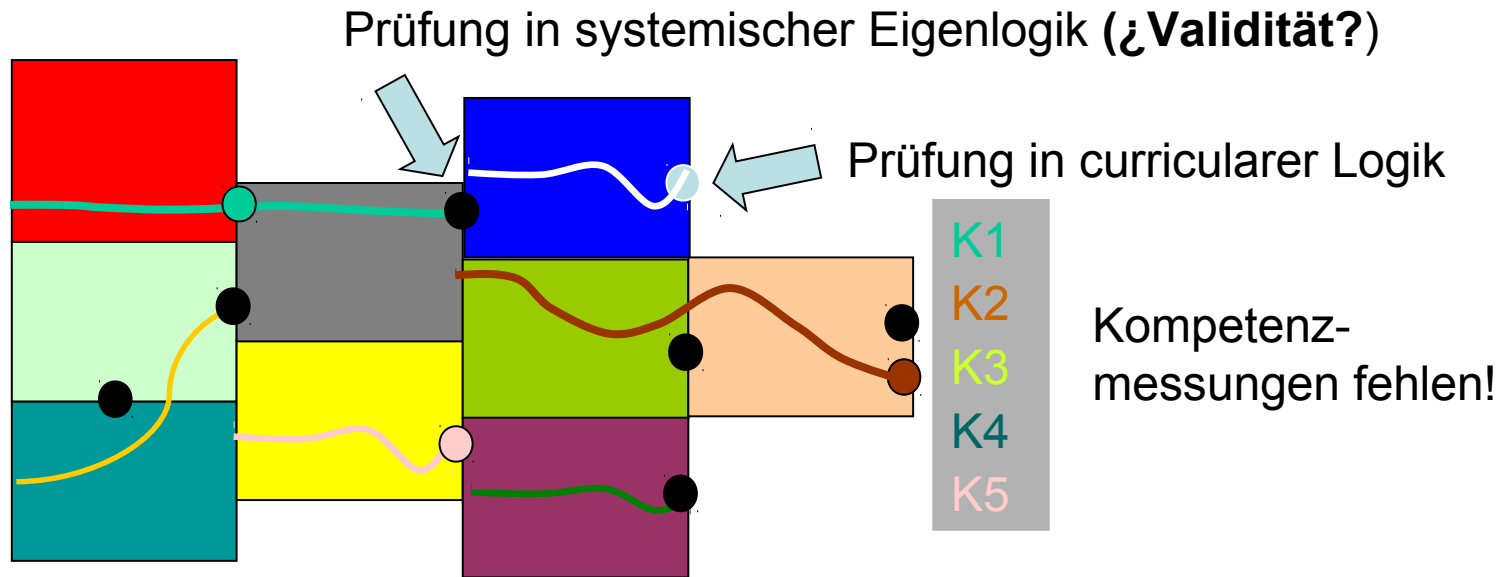 Prüfung in systemischer Eigenlogik (¿Validität?)
Prüfung in curricularer Logik
K1
K2
K3
K4
K5
Kompetenz-
messungen fehlen!